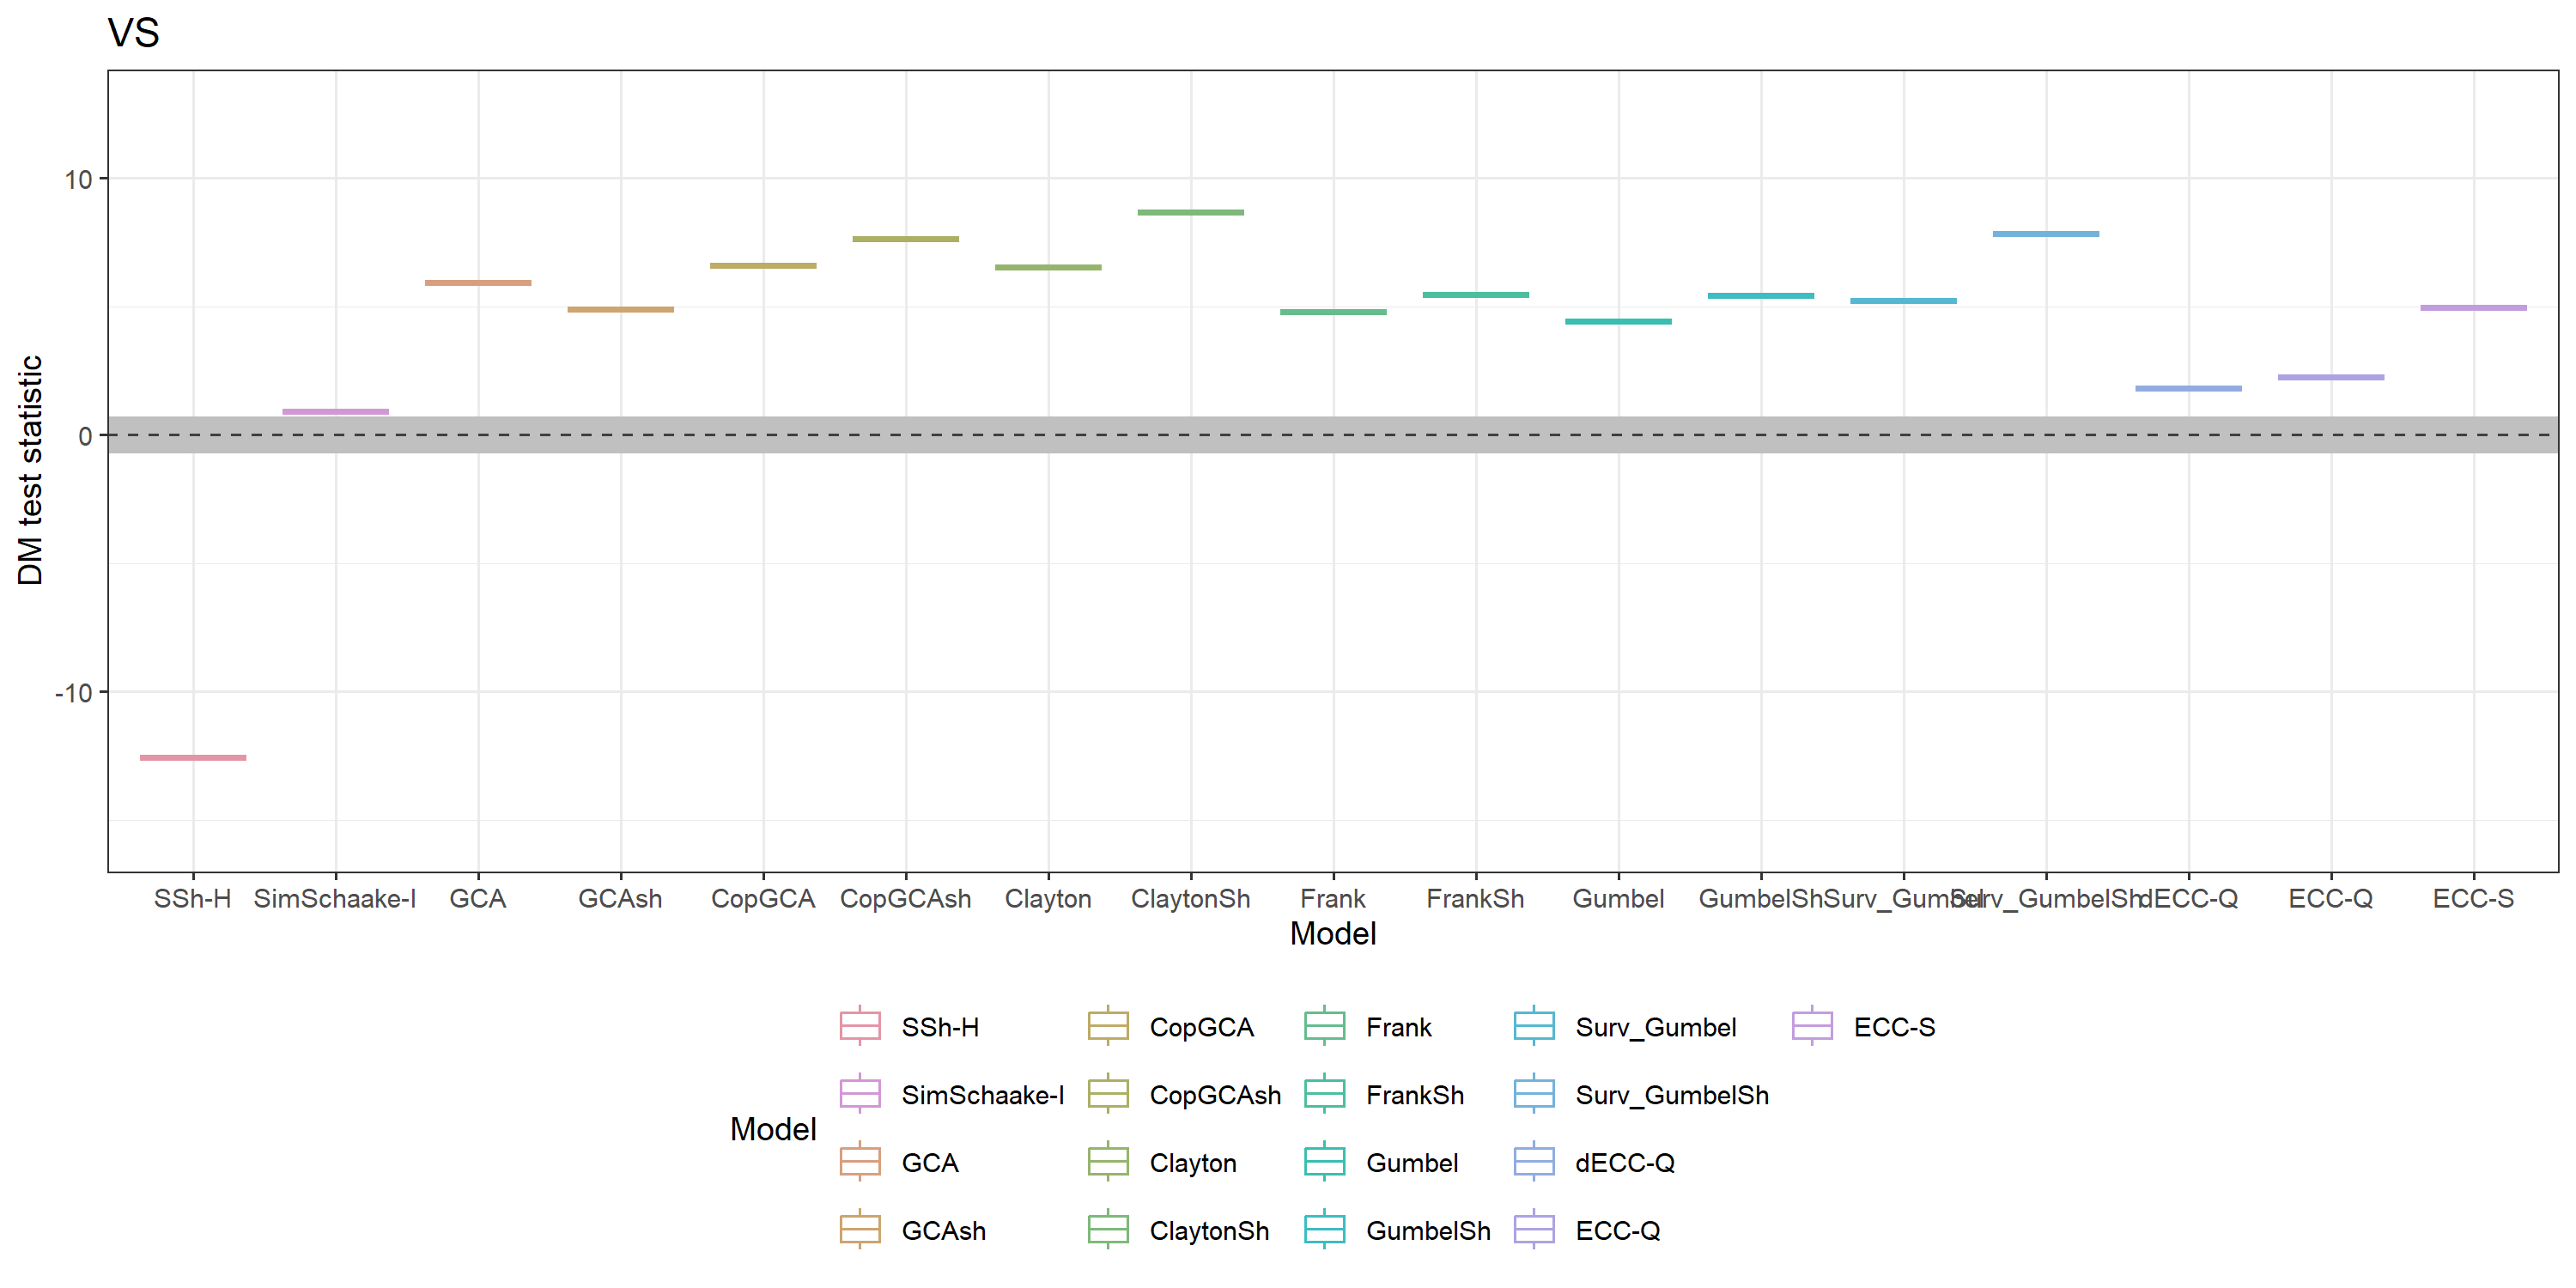 VS
DM test statistic
10
0
-10
SSh-H SimSchaake-I GCA GCAsh CopGCA CopGCAsh Clayton ClaytonSh Frank FrankSh Gumbel GumbelSh Surv_Gumbel Surv_GumbelSh dECC-Q ECC-Q ECC-S
Model
Model
SSh-H CopGCA Frank Surv_Gumbel ECC-S
SimSchaake-I CopGCAsh FrankSh Surv_GumbelSh
GCA Clayton Gumbel dECC-Q
GCAsh ClaytonSh GumbelSh ECC-Q